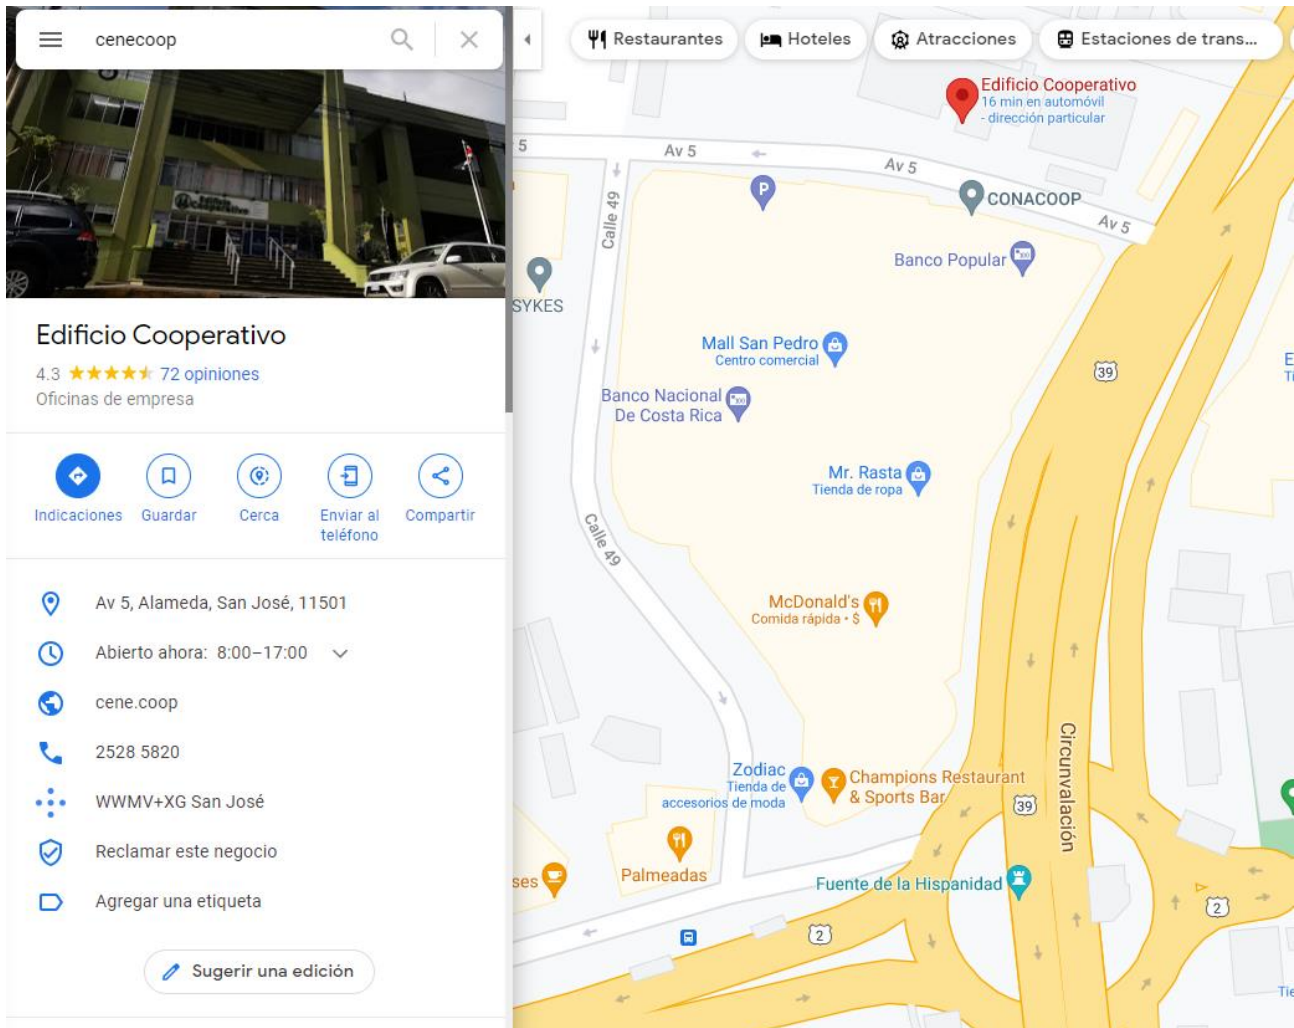 cenecoop
Restaurantes
Hoteles
Atracciones
Estaciones de trans...
Edificio Cooperativo
4.3
72 opiniones
Oficinas de empresa
Indicaciones
Guardar
Cerca
Enviar al
teléfono
Compartir
Av 5, Alameda, San José, 11501
Abierto ahora: 8:00–17:00
cene.coop
2528 5820
WWMV+XG San José
Reclamar este negocio
Agregar una etiqueta
Sugerir una edición
Edificio Cooperativo
16 min en automóvil
- dirección particular
5
Av 5
Av 5
Av 5
P
CONACOOP
Calle 49
Banco Popular
SYKES
Mall San Pedro
Centro comercial
39
Banco Nacional
De Costa Rica
Mr. Rasta
Tienda de ropa
Calle 49
McDonald's
Comida rápida • $
Circunvalación
Zodiac
Tienda de
accesorios de moda
Champions Restaurant
& Sports Bar
39
Palmeadas
ses
Fuente de la Hispanidad
2
2
E
Ti
Tie